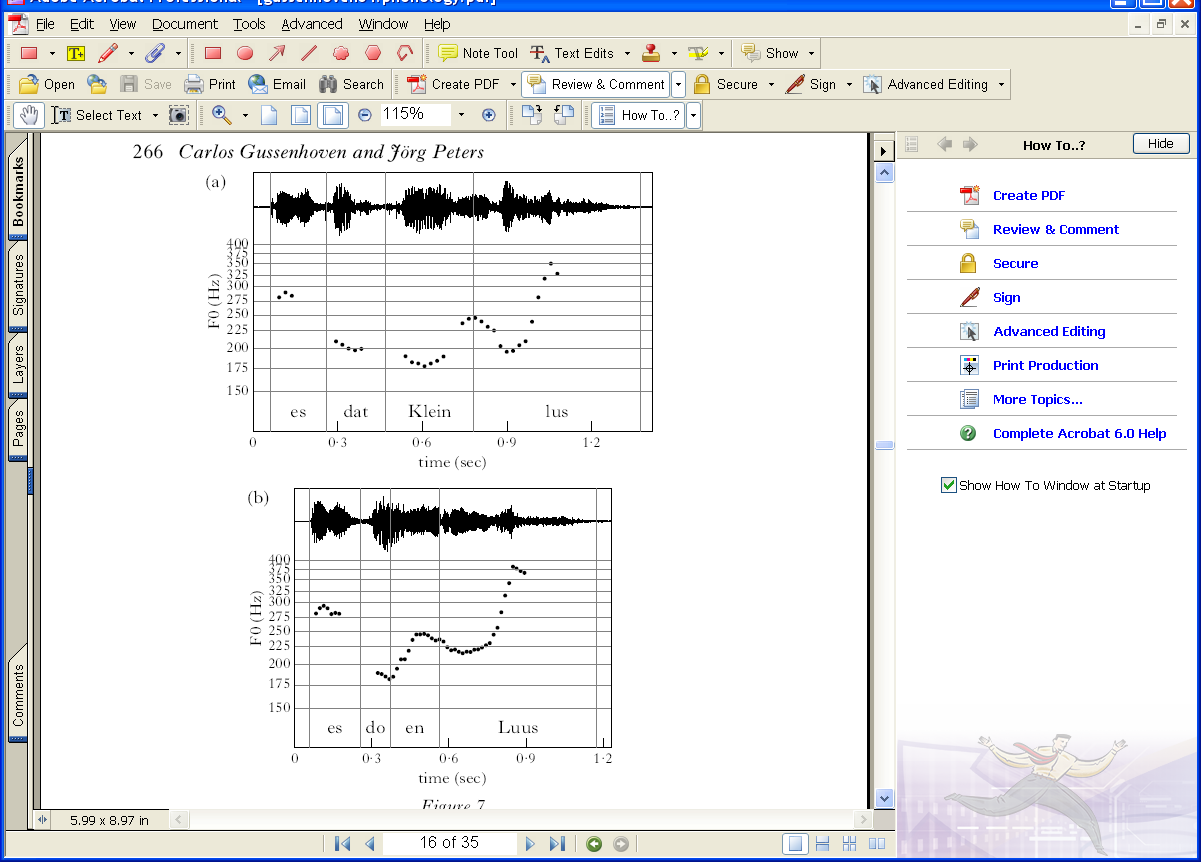 File Edit View Document Tools Advanced Window Help
Note Tool Text Edits Show
Open Save Print Email Search Create PDF Review & Comment Secure Sign Advanced Editing
Select Text 115% How To..?
Bookmarks
Signatures
Layers
Pages
Comments
266 Carlos Gussenhoven and Jörg Peters
(a)
400
375
350
325
300
275
250
225
200
175
150
F0 (Hz)
es dat Klein lus
0 0·3 0·6 0·9 1·2
time (sec)
(b)
400
375
350
325
300
275
250
225
200
175
150
F0 (Hz)
es do en Luus
0 0·3 0·6 0·9 1·2
time (sec)
Figure 7
How To..? Hide
Create PDF
Review & Comment
Secure
Sign
Advanced Editing
Print Production
More Topics...
Complete Acrobat 6.0 Help
Show How To Window at Startup
5.99 x 8.97 in
16 of 35